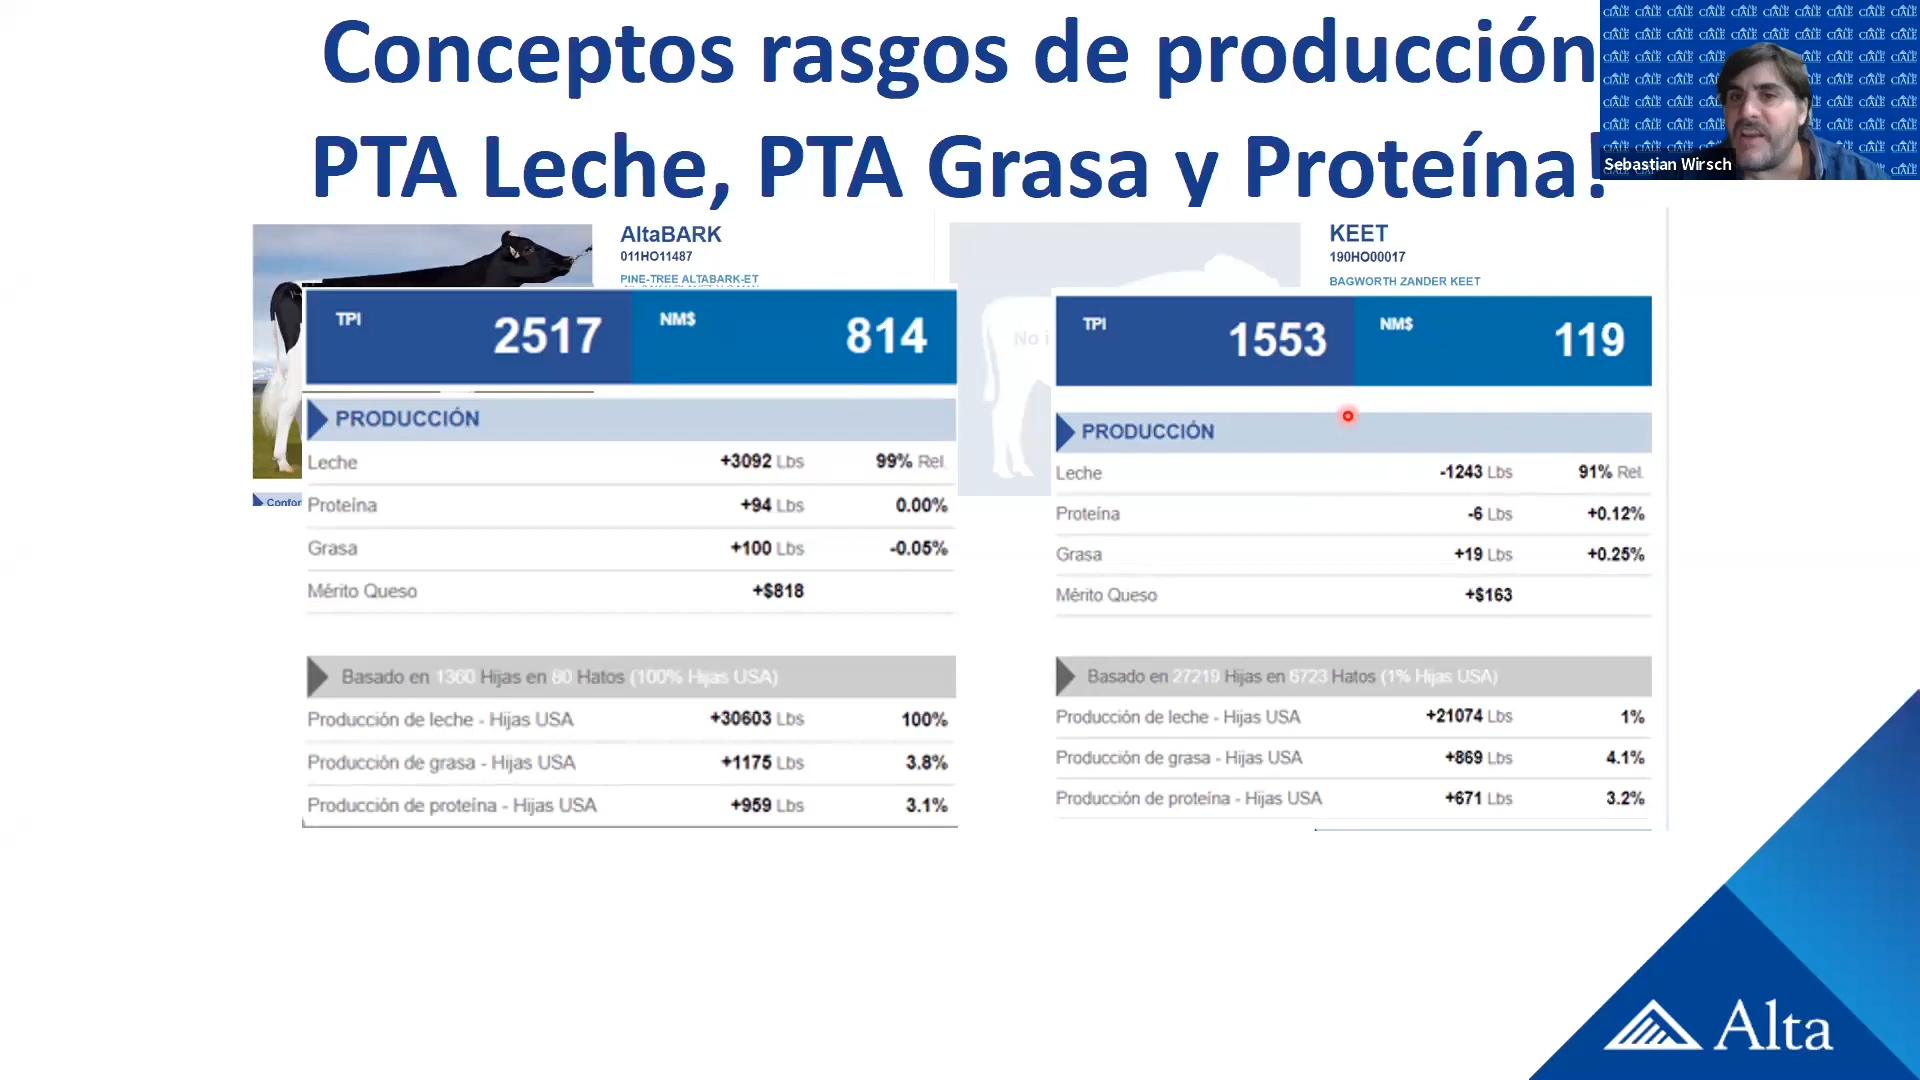 Conceptos rasgos de producción
PTA Leche, PTA Grasa y Proteína!
Sebastian Wirsch
AltaBARK
011HO11487
PINE-TREE ALTABARK-ET
TPI 2517 NM$ 814
PRODUCCIÓN
Leche +3092 Lbs 99% Rel.
Proteína +94 Lbs 0.00%
Grasa +100 Lbs -0.05%
Mérito Queso +$818
Basado en 1360 Hijas en 80 Hatos (100% Hijas USA)
Producción de leche - Hijas USA +30603 Lbs 100%
Producción de grasa - Hijas USA +1175 Lbs 3.8%
Producción de proteína - Hijas USA +959 Lbs 3.1%
Confor
KEET
190HO00017
BAGWORTH ZANDER KEET
No i
TPI 1553 NM$ 119
PRODUCCIÓN
Leche -1243 Lbs 91% Rel.
Proteína -6 Lbs +0.12%
Grasa +19 Lbs +0.25%
Mérito Queso +$163
Basado en 27219 Hijas en 6723 Hatos (1% Hijas USA)
Producción de leche - Hijas USA +21074 Lbs 1%
Producción de grasa - Hijas USA +869 Lbs 4.1%
Producción de proteína - Hijas USA +671 Lbs 3.2%
Alta